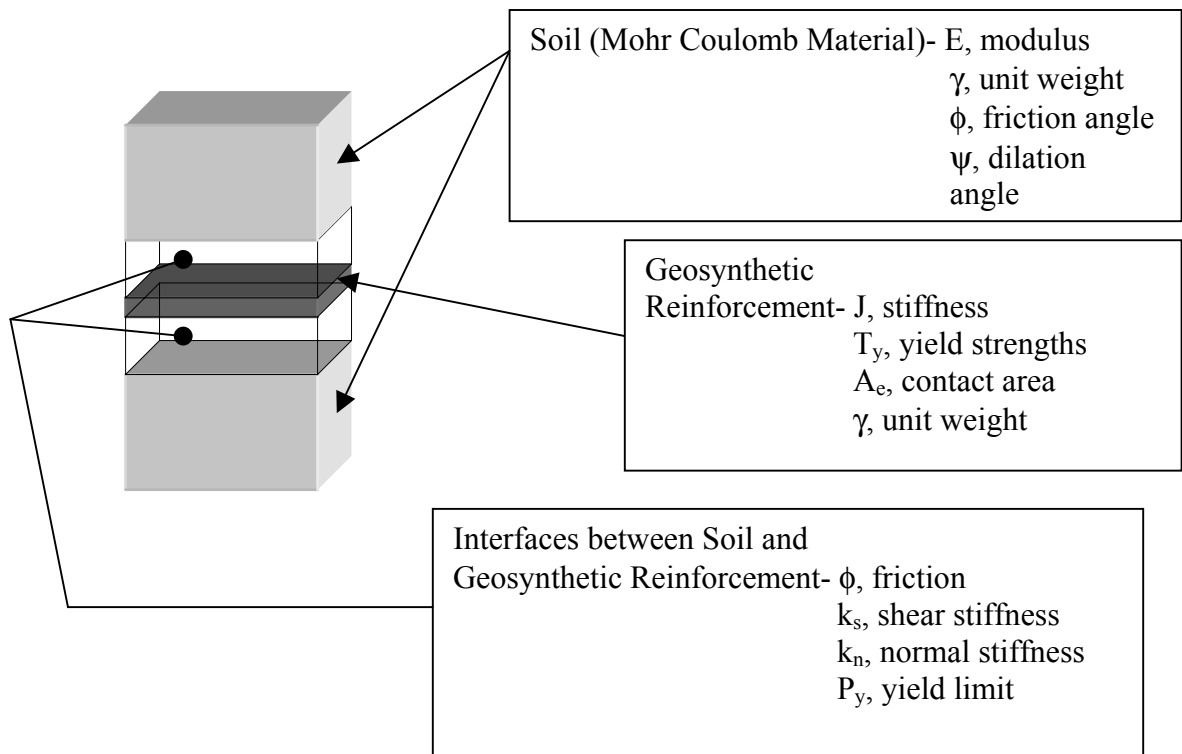 Soil (Mohr Coulomb Material)- E, modulus
γ, unit weight
ϕ, friction angle
ψ, dilation
angle
Geosynthetic
Reinforcement- J, stiffness
Ty, yield strengths
Ae, contact area
γ, unit weight
Interfaces between Soil and
Geosynthetic Reinforcement- ϕ, friction
ks, shear stiffness
kn, normal stiffness
Py, yield limit